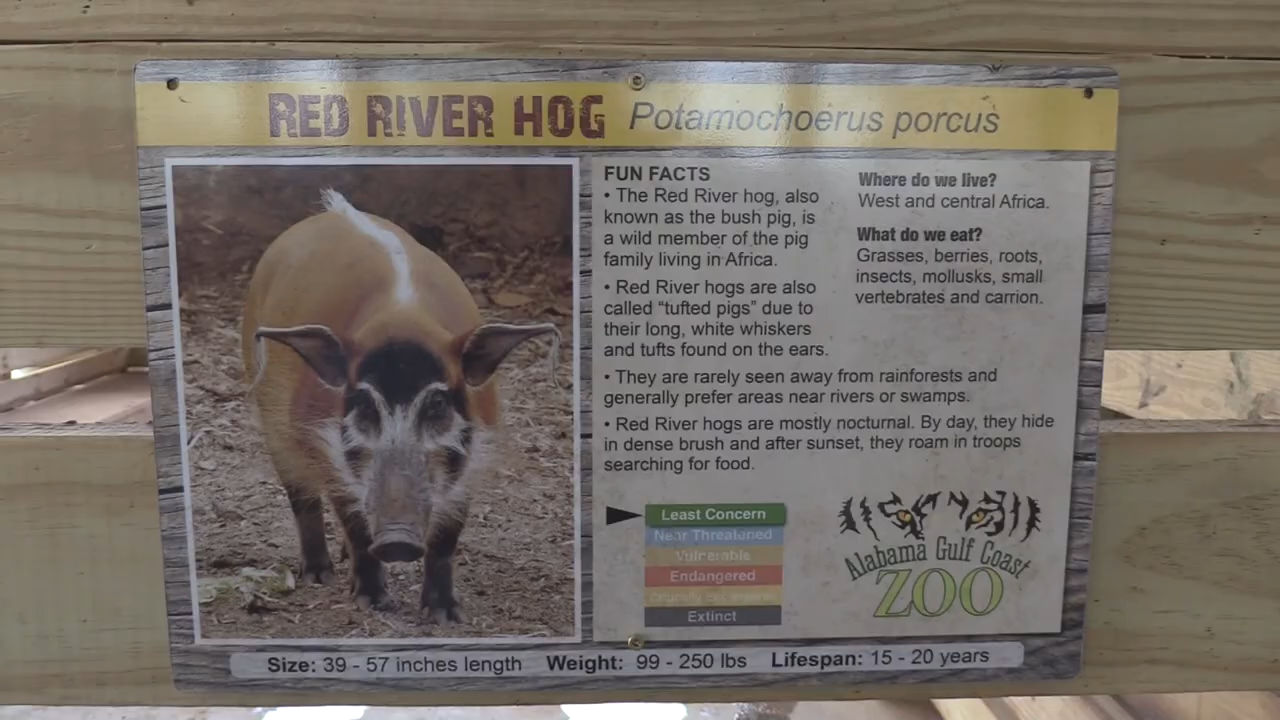 RED RIVER HOG Potamochoerus porcus
FUN FACTS
• The Red River hog, also
known as the bush pig, is
a wild member of the pig
family living in Africa.
• Red River hogs are also
called “tufted pigs” due to
their long, white whiskers
and tufts found on the ears.
• They are rarely seen away from rainforests and
generally prefer areas near rivers or swamps.
• Red River hogs are mostly nocturnal. By day, they hide
in dense brush and after sunset, they roam in troops
searching for food.
Where do we live?
West and central Africa.
What do we eat?
Grasses, berries, roots,
insects, mollusks, small
vertebrates and carrion.
Least Concern
Near Threatened
Vulnerable
Endangered
Critically Endangered
Extinct
Alabama Gulf Coast
ZOO
Size: 39 - 57 inches length Weight: 99 - 250 lbs Lifespan: 15 - 20 years